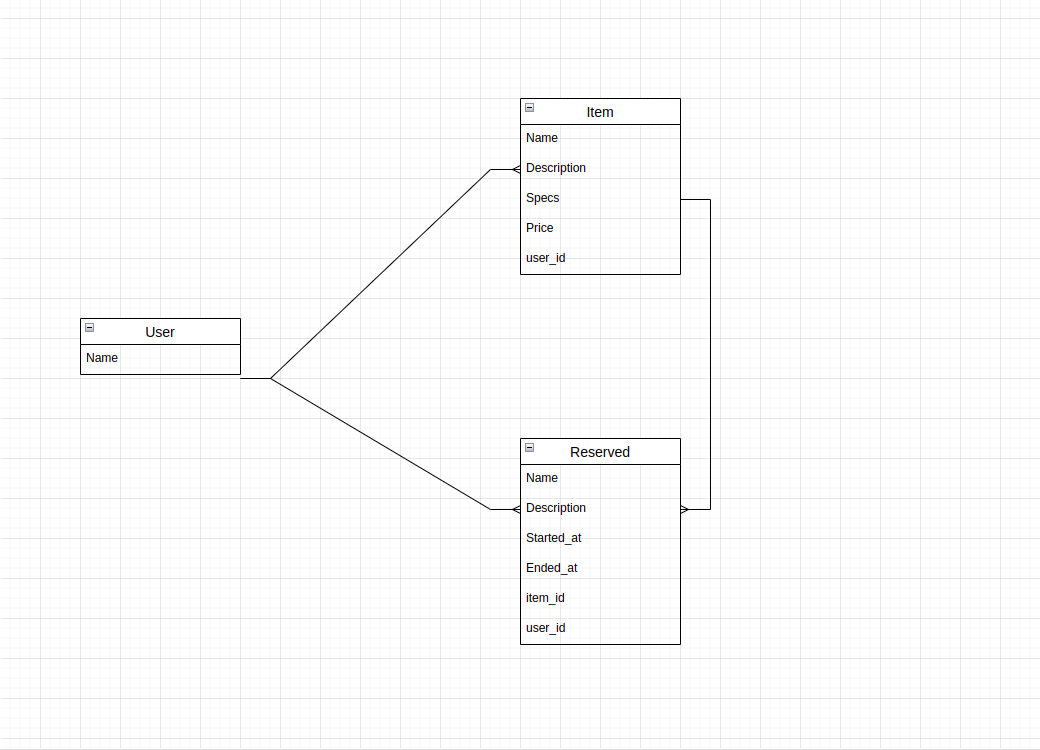 Item
Name
Description
Specs
Price
user_id
User
Name
Reserved
Name
Description
Started_at
Ended_at
item_id
user_id